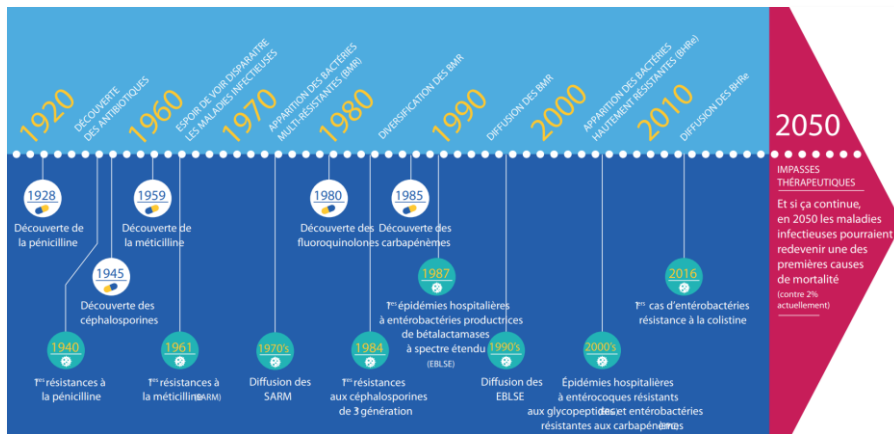 1920
DÉCOUVERTE
DES ANTIBIOTIQUES
1960
ESPOIR DE VOIR DISPARAITRE
LES MALADIES INFECTIEUSES
1970
APPARITION DES BACTÉRIES
MULTI-RÉSISTANTES (BMR)
1980
DIVERSIFICATION DES BMR
1990
DIFFUSION DES BMR
2000
APPARITION DES BACTÉRIES
HAUTEMENT RÉSISTANTES (BHRe)
2010
DIFFUSION DES BHRe
2050
IMPASSES
THÉRAPEUTIQUES
Et si ça continue,
en 2050 les maladies
infectieuses pourraient
redevenir une des
premières causes
de mortalité
(contre 2%
actuellement)
1928
Découverte de
la pénicilline
1959
Découverte de
la méticilline
1980
Découverte des
fluoroquinolones
1985
Découverte des
carbapénèmes
1945
Découverte des
céphalosporines
1987
1res épidémies hospitalières
à entérobactéries productrices
de bétalactamases
à spectre étendu
(EBLSE)
2016
1ers cas d'entérobactéries
résistance à la colistine
1940
1res résistances à
la pénicilline
1961
1res résistances à
la méticilline (SARM)
1970's
Diffusion des
SARM
1984
1res résistances
aux céphalosporines
de 3 génération
1990's
Diffusion des
EBLSE
2000's
Épidémies hospitalières
à entérocoques résistants
aux glycopeptides et entérobactéries
résistantes aux carbapénèmes